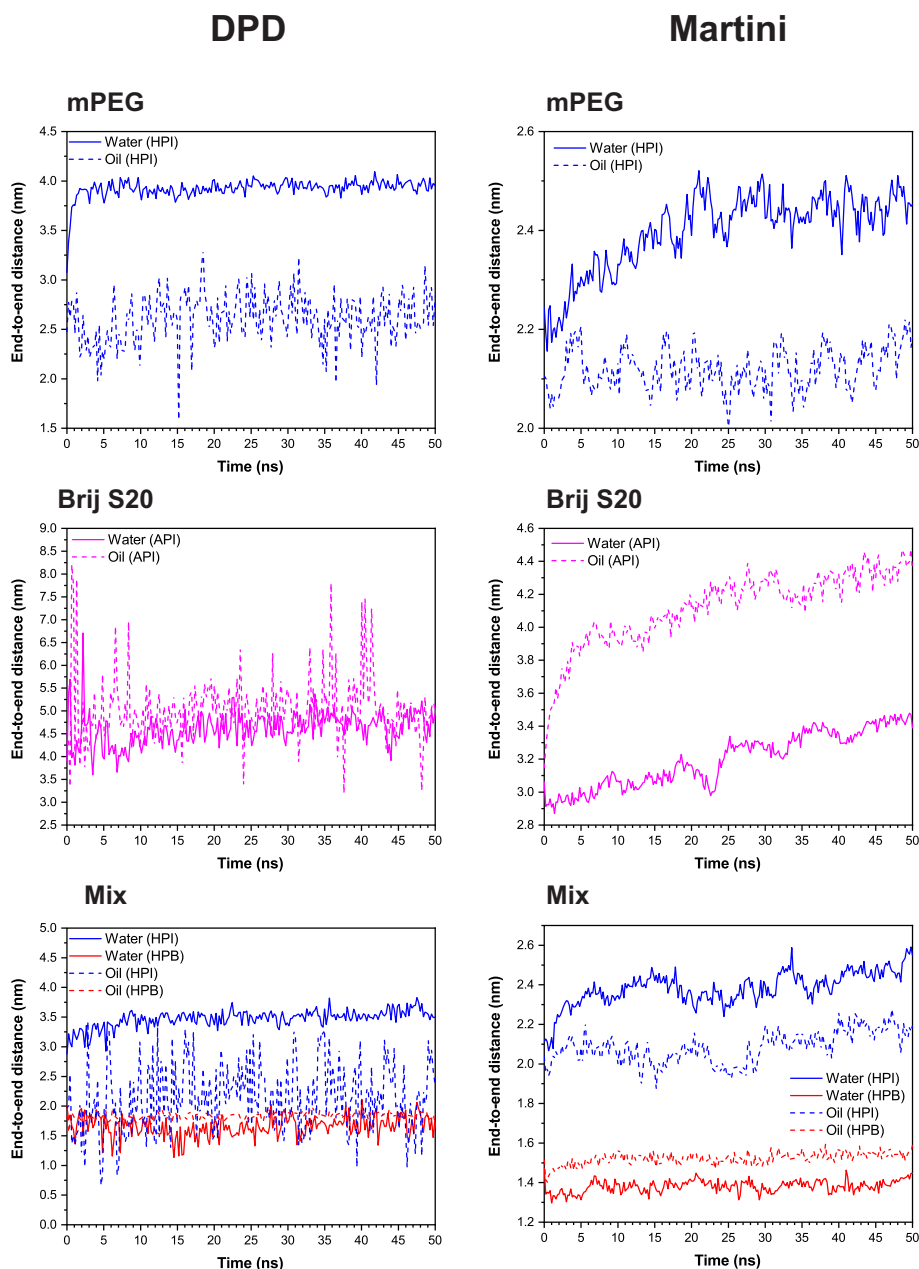 DPD
Martini
mPEG
mPEG
4.5
4.0
3.5
3.0
2.5
2.0
1.5
End-to-end distance (nm)
Water (HPI)
Oil (HPI)
0 5 10 15 20 25 30 35 40 45 50
Time (ns)
2.6
2.4
2.2
2.0
End-to-end distance (nm)
Water (HPI)
Oil (HPI)
0 5 10 15 20 25 30 35 40 45 50
Time (ns)
Brij S20
Brij S20
9.0
8.5
8.0
7.5
7.0
6.5
6.0
5.5
5.0
4.5
4.0
3.5
3.0
2.5
End-to-end distance (nm)
Water (API)
Oil (API)
0 5 10 15 20 25 30 35 40 45 50
Time (ns)
4.6
4.4
4.0
3.6
3.4
3.2
2.8
End-to-end distance (nm)
Water (API)
Oil (API)
0 5 10 15 20 25 30 35 40 45 50
Time (ns)
Mix
Mix
5.0
4.5
4.0
3.5
3.0
2.5
2.0
1.5
1.0
0.5
0.0
End-to-end distance (nm)
Water (HPI)
Water (HPB)
Oil (HPI)
Oil (HPB)
0 5 10 15 20 25 30 35 40 45 50
Time (ns)
2.6
2.4
2.2
2.0
1.8
1.6
1.4
1.2
End-to-end distance (nm)
Water (HPI)
Water (HPB)
Oil (HPI)
Oil (HPB)
0 5 10 15 20 25 30 35 40 45 50
Time (ns)